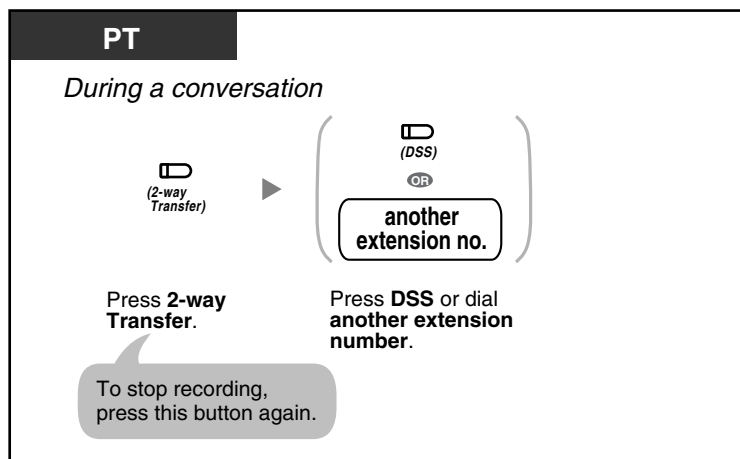 PT
During a conversation
(DSS)
(2-way
Transfer)
OR
another
extension no.
Press 2-way
Transfer.
Press DSS or dial
another extension
number.
To stop recording,
press this button again.